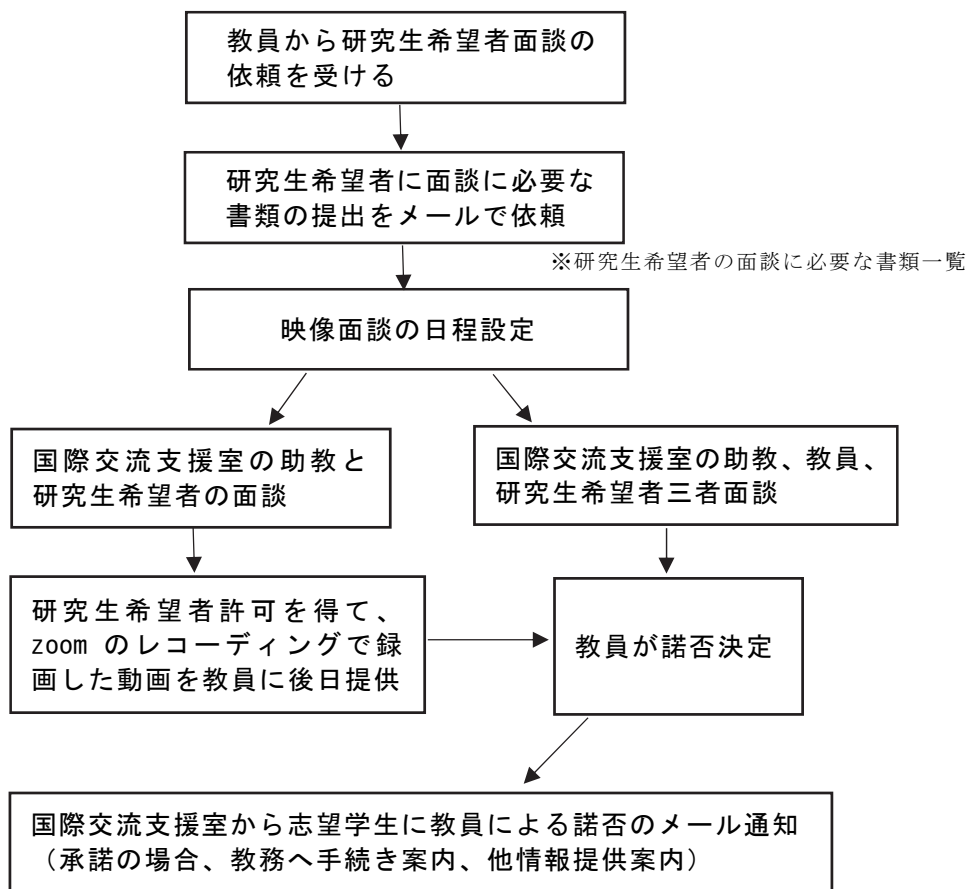 教員から研究生希望者面談の
依頼を受ける
研究生希望者に面談に必要な
書類の提出をメールで依頼
※研究生希望者の面談に必要な書類一覧
映像面談の日程設定
国際交流支援室の助教と
研究生希望者の面談
国際交流支援室の助教、教員、
研究生希望者三者面談
研究生希望者許可を得て、
zoom のレコーディングで録
画した動画を教員に後日提供
教員が諾否決定
国際交流支援室から志望学生に教員による諾否のメール通知
（承諾の場合、教務へ手続き案内、他情報提供案内）